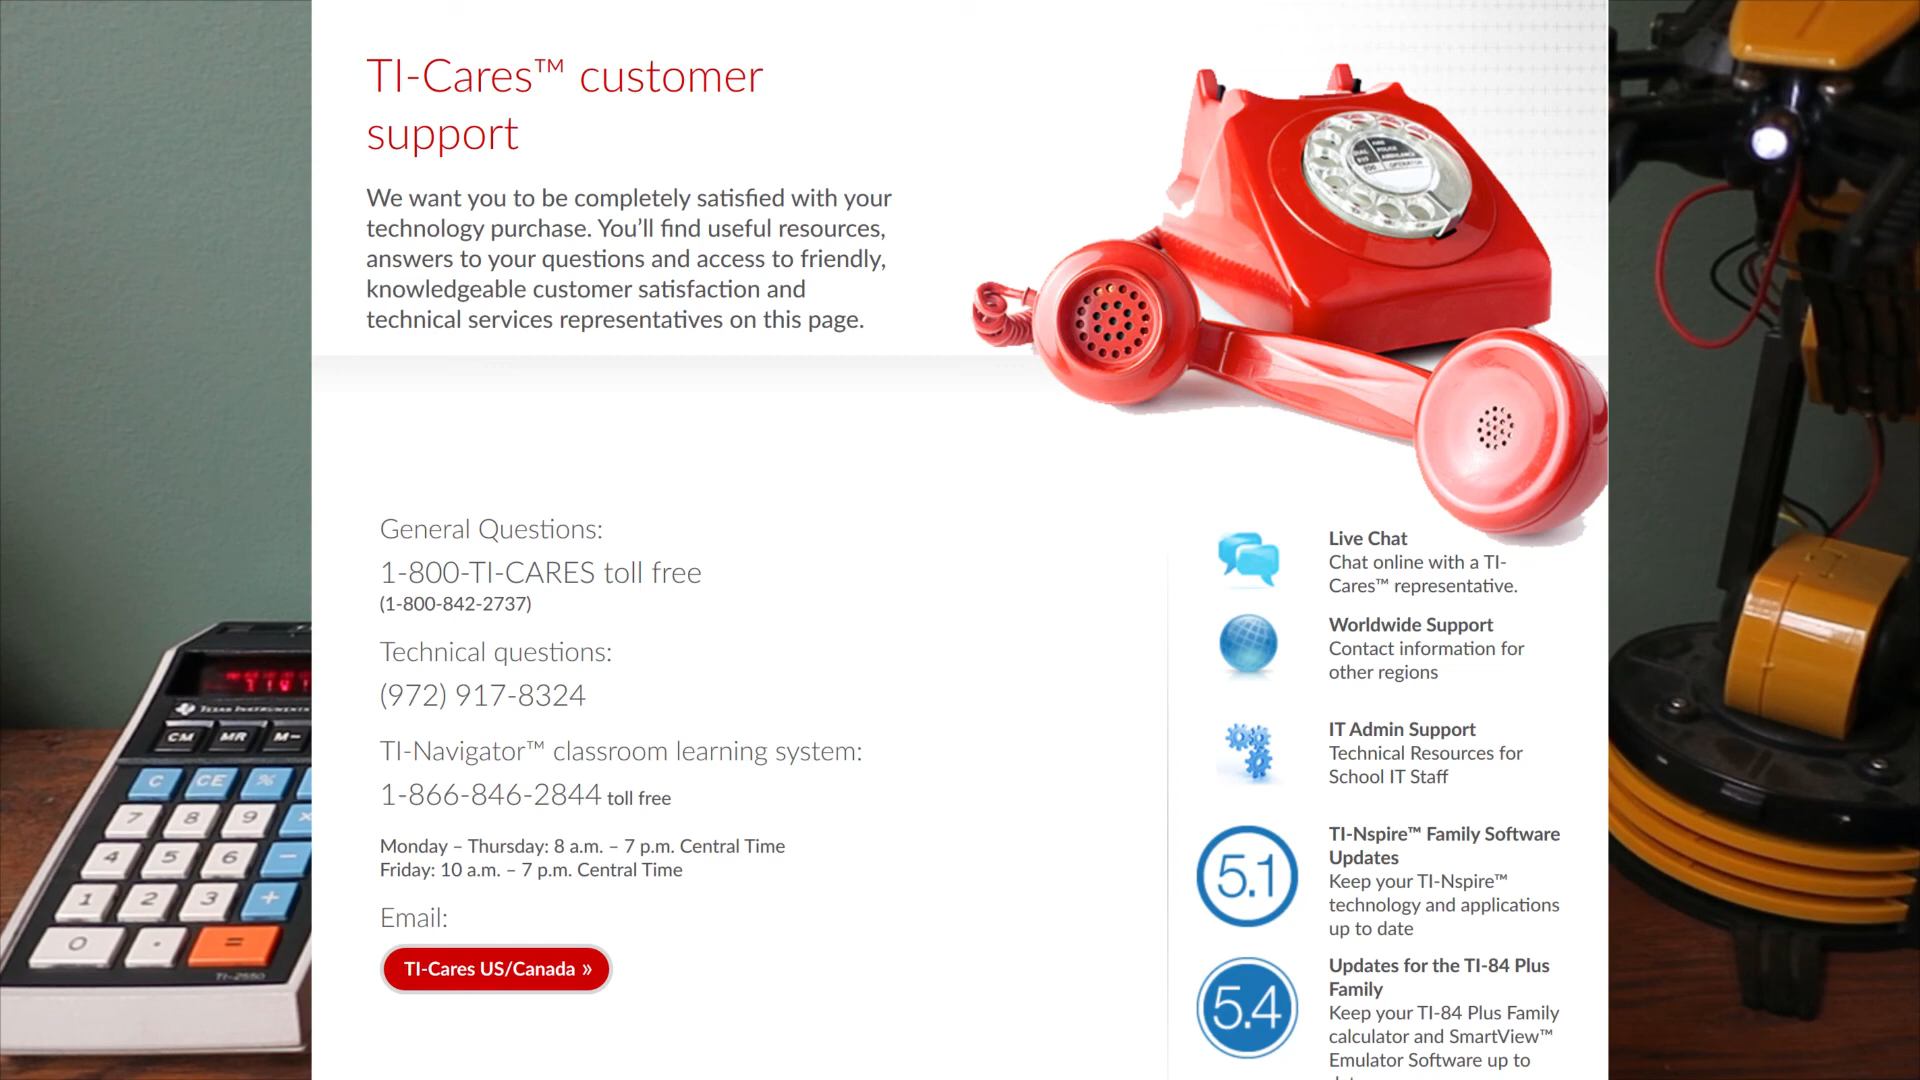 TI-Cares™ customer
support
We want you to be completely satisfied with your
technology purchase. You’ll find useful resources,
answers to your questions and access to friendly,
knowledgeable customer satisfaction and
technical services representatives on this page.
General Questions:
1-800-TI-CARES toll free
(1-800-842-2737)
Technical questions:
(972) 917-8324
TI-Navigator™ classroom learning system:
1-866-846-2844 toll free
Monday – Thursday: 8 a.m. – 7 p.m. Central Time
Friday: 10 a.m. – 7 p.m. Central Time
Email:
TI-Cares US/Canada »
Live Chat
Chat online with a TI-
Cares™ representative.
Worldwide Support
Contact information for
other regions
IT Admin Support
Technical Resources for
School IT Staff
5.1
TI-Nspire™ Family Software
Updates
Keep your TI-Nspire™
technology and applications
up to date
5.4
Updates for the TI-84 Plus
Family
Keep your TI-84 Plus Family
calculator and SmartView™
Emulator Software up to
OPERATOR
TEXAS INSTRUMENTS
CM MR M-
C CE %
7 8 9 ×
4 5 6 −
1 2 3 +
0 . =
TI-2550